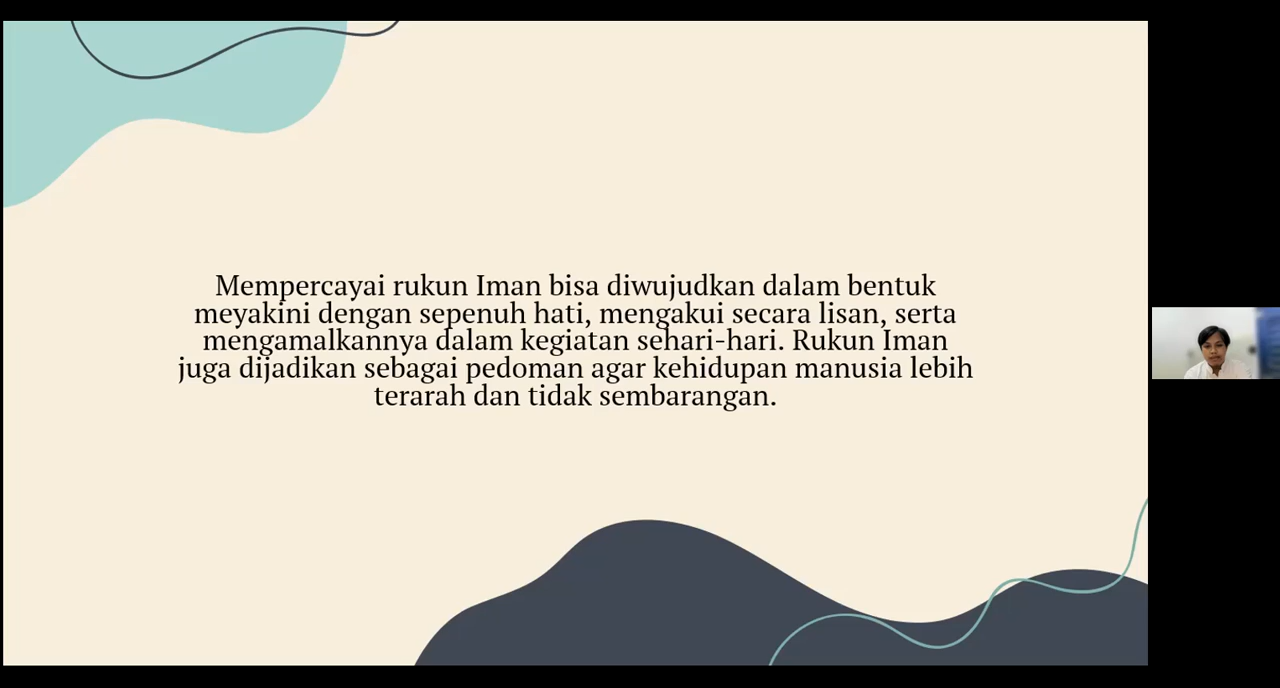 Mempercayai rukun Iman bisa diwujudkan dalam bentuk
meyakini dengan sepenuh hati, mengakui secara lisan, serta
mengamalkannya dalam kegiatan sehari-hari. Rukun Iman
juga dijadikan sebagai pedoman agar kehidupan manusia lebih
terarah dan tidak sembarangan.